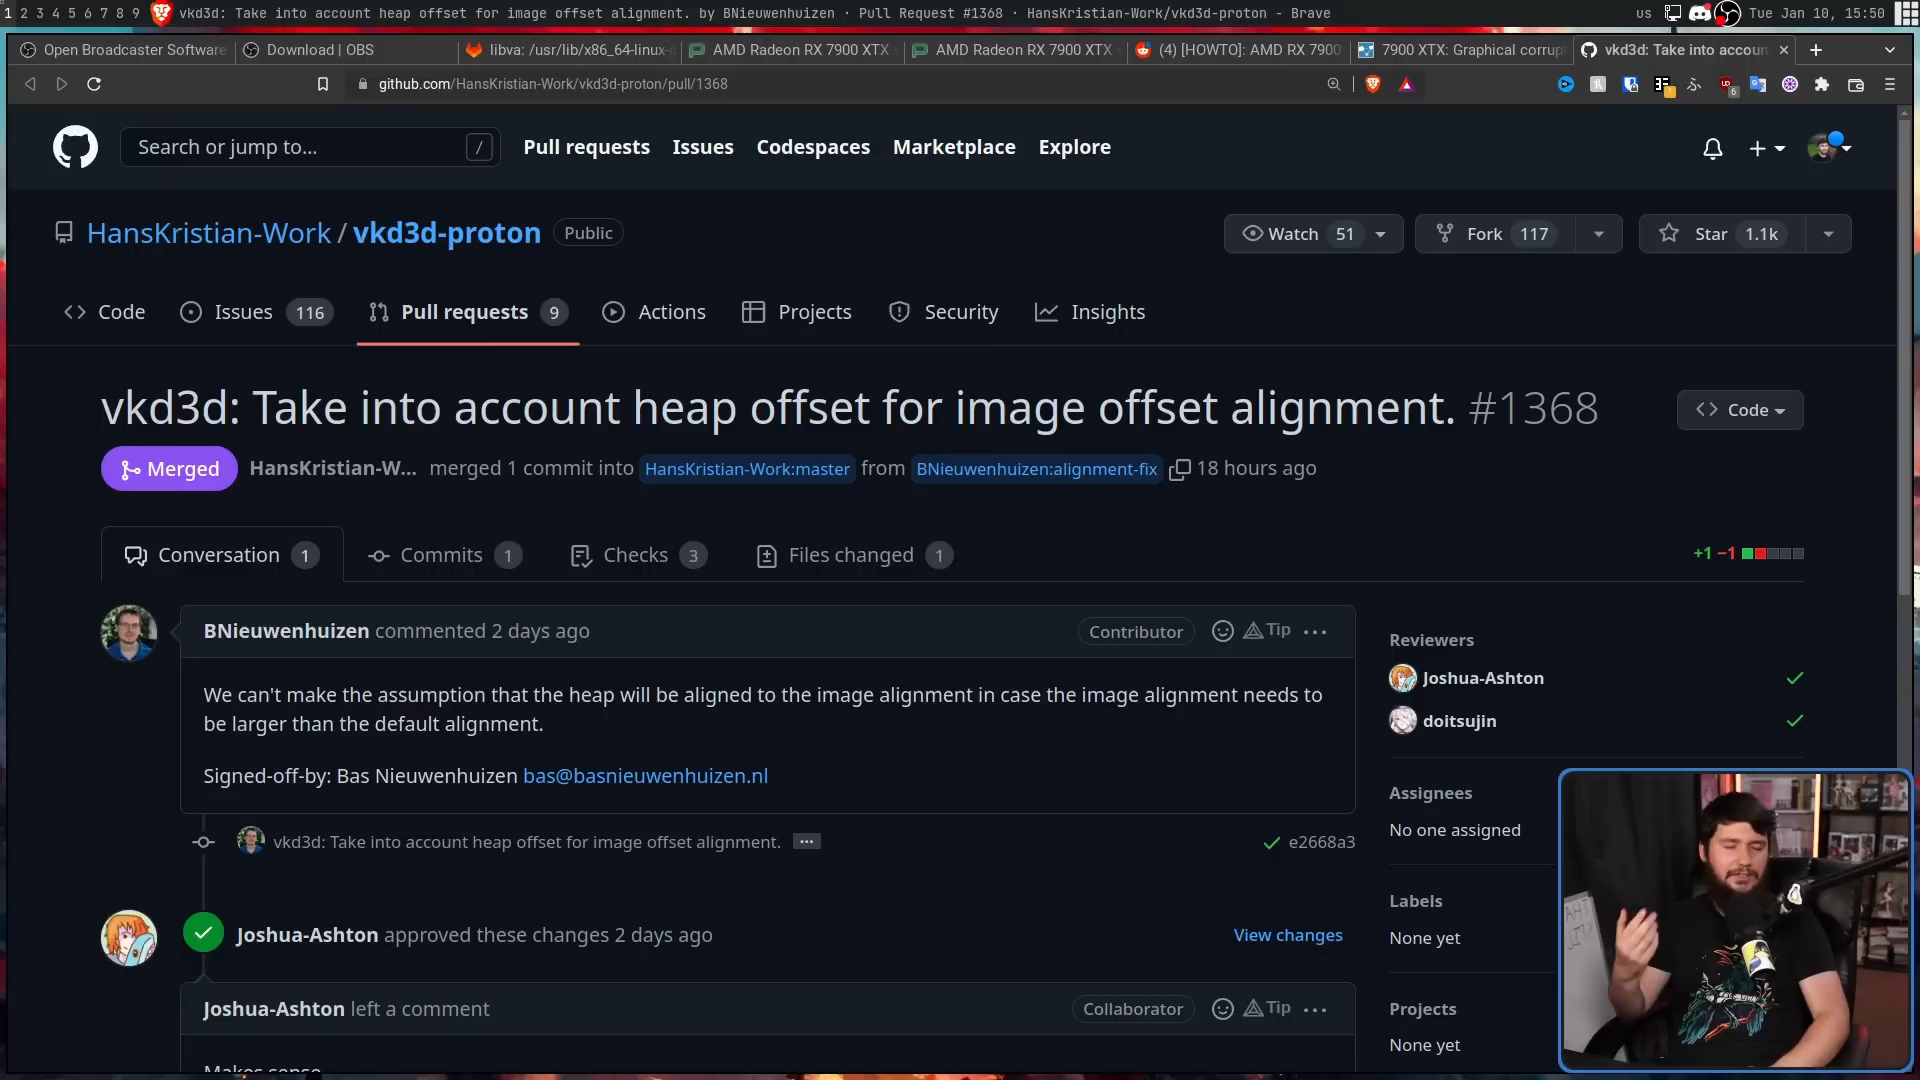 1 2 3 4 5 6 7 8 9 vkd3d: Take into account heap offset for image offset alignment. by BNieuwenhuizen · Pull Request #1368 · HansKristian-Work/vkd3d-proton - Brave us Tue Jan 10, 15:50
Open Broadcaster Software Download | OBS libva: /usr/lib/x86_64-linux- AMD Radeon RX 7900 XTX AMD Radeon RX 7900 XTX (4) [HOWTO]: AMD RX 7900 7900 XTX: Graphical corrup vkd3d: Take into accoun
github.com/HansKristian-Work/vkd3d-proton/pull/1368
Search or jump to... / Pull requests Issues Codespaces Marketplace Explore
HansKristian-Work / vkd3d-proton Public Watch 51 Fork 117 Star 1.1k
Code Issues 116 Pull requests 9 Actions Projects Security Insights
vkd3d: Take into account heap offset for image offset alignment. #1368 Code
Merged HansKristian-W... merged 1 commit into HansKristian-Work:master from BNieuwenhuizen:alignment-fix 18 hours ago
Conversation 1 Commits 1 Checks 3 Files changed 1 +1 −1
BNieuwenhuizen commented 2 days ago Contributor Tip ...
We can't make the assumption that the heap will be aligned to the image alignment in case the image alignment needs to
be larger than the default alignment.
Signed-off-by: Bas Nieuwenhuizen bas@basnieuwenhuizen.nl
vkd3d: Take into account heap offset for image offset alignment. ... e2668a3
Joshua-Ashton approved these changes 2 days ago View changes
Joshua-Ashton left a comment Collaborator Tip ...
Makes sense
Reviewers
Joshua-Ashton
doitsujin
Assignees
No one assigned
Labels
None yet
Projects
None yet